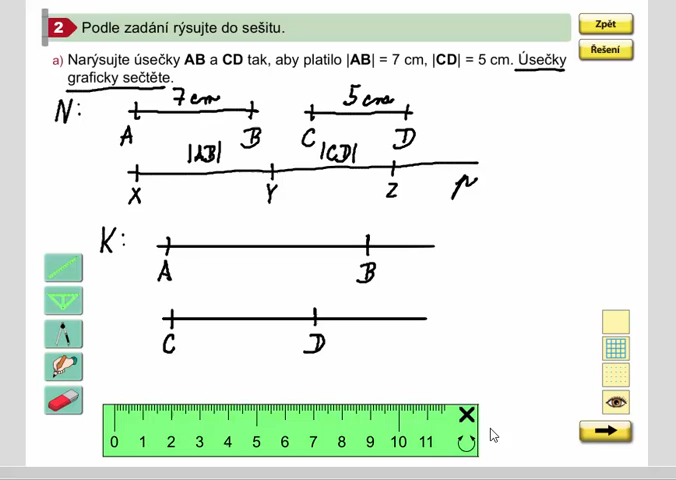 2 Podle zadání rýsujte do sešitu.
Zpět
Řešení
a) Narýsujte úsečky AB a CD tak, aby platilo |AB| = 7 cm, |CD| = 5 cm. Úsečky
graficky sečtěte.
N: 7 cm 5 cm
A B C D
|AB| |CD|
X Y Z p
K:
A B
C D
0 1 2 3 4 5 6 7 8 9 10 11